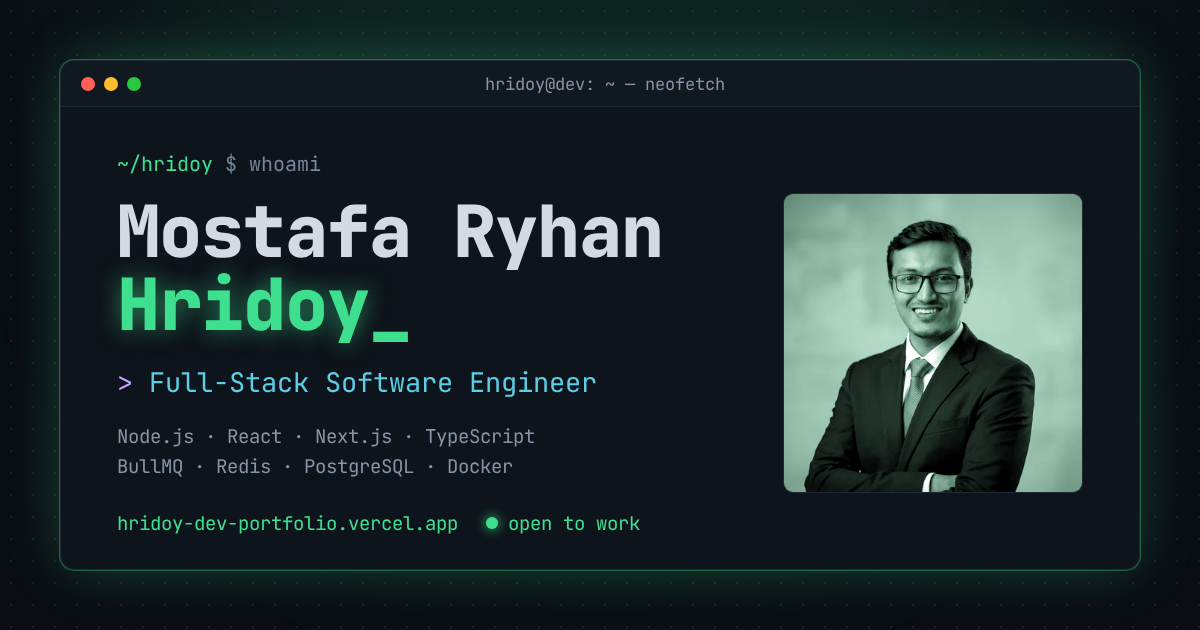 hridoy@dev: ~ — neofetch
~/hridoy $ whoami
Mostafa Ryhan
Hridoy_
> Full-Stack Software Engineer
Node.js · React · Next.js · TypeScript
BullMQ · Redis · PostgreSQL · Docker
hridoy-dev-portfolio.vercel.app ● open to work